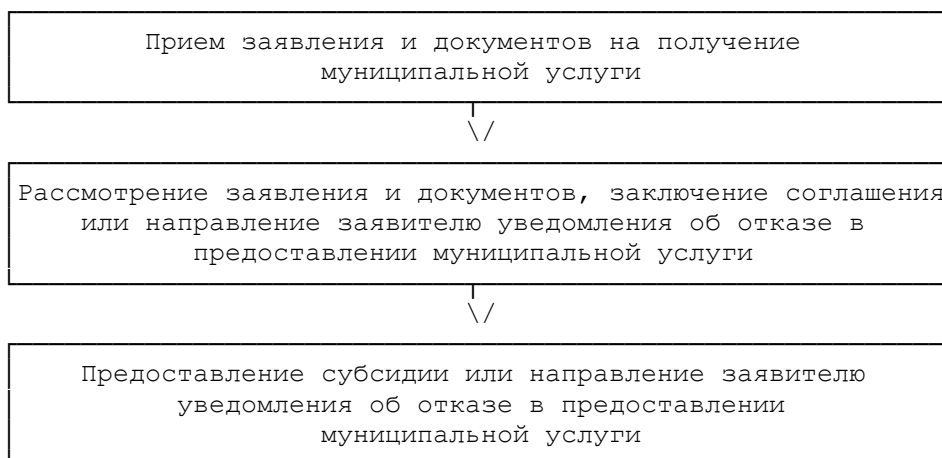 Прием заявления и документов на получение
муниципальной услуги
\/
Рассмотрение заявления и документов, заключение соглашения
или направление заявителю уведомления об отказе в
предоставлении муниципальной услуги
\/
Предоставление субсидии или направление заявителю
уведомления об отказе в предоставлении
муниципальной услуги